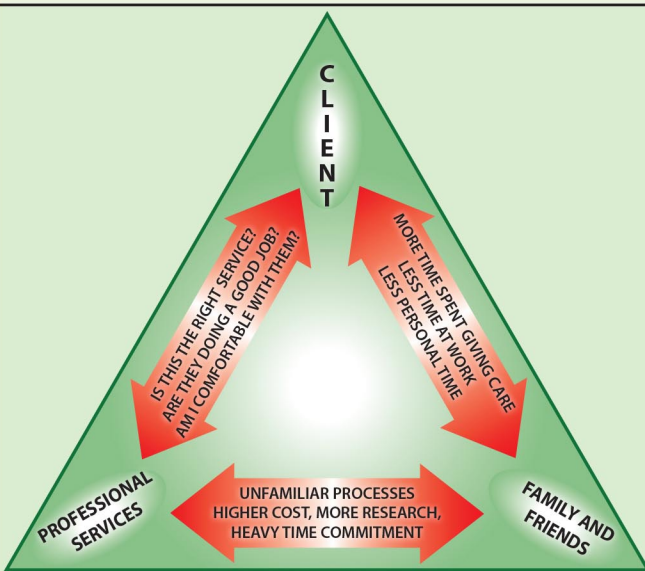 C
L
I
E
N
T
IS THIS THE RIGHT SERVICE?
ARE THEY DOING A GOOD JOB?
AM I COMFORTABLE WITH THEM?
MORE TIME SPENT GIVING CARE
LESS TIME AT WORK
LESS PERSONAL TIME
PROFESSIONAL
SERVICES
UNFAMILIAR PROCESSES
HIGHER COST, MORE RESEARCH,
HEAVY TIME COMMITMENT
FAMILY AND
FRIENDS